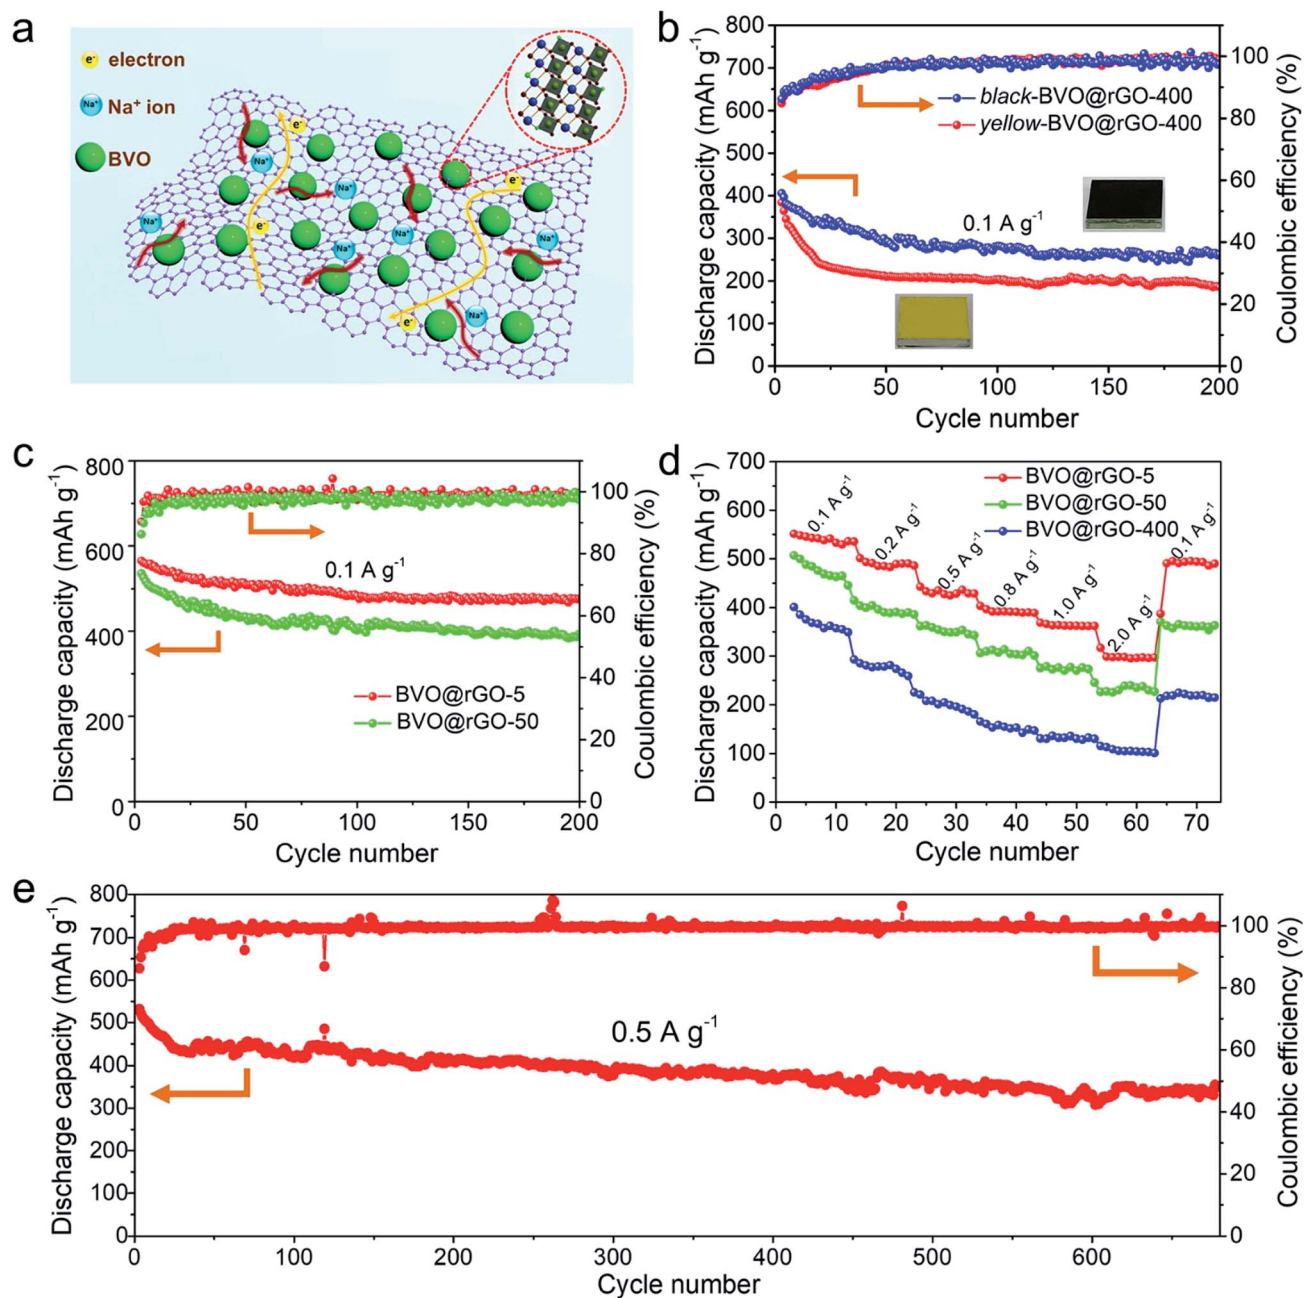 a
e⁻ electron
Na⁺ Na⁺ ion
BVO
e⁻
Na⁺
e⁻
Na⁺
Na⁺
e⁻
Na⁺
Na⁺
Na⁺
Na⁺
e⁻
b
Discharge capacity (mAh g⁻¹)
800
700
600
500
400
300
200
100
0
black-BVO@rGO-400
yellow-BVO@rGO-400
0.1 A g⁻¹
100
80
60
40
20
0
Coulombic efficiency (%)
0 50 100 150 200
Cycle number
c
Discharge capacity (mAh g⁻¹)
800
600
400
200
0
0.1 A g⁻¹
BVO@rGO-5
BVO@rGO-50
100
80
60
40
20
0
Coulombic efficiency (%)
0 50 100 150 200
Cycle number
d
Discharge capacity (mAh g⁻¹)
700
600
500
400
300
200
100
0
BVO@rGO-5
BVO@rGO-50
BVO@rGO-400
0.1 A g⁻¹
0.2 A g⁻¹
0.5 A g⁻¹
0.8 A g⁻¹
1.0 A g⁻¹
2.0 A g⁻¹
0.1 A g⁻¹
0 10 20 30 40 50 60 70
Cycle number
e
Discharge capacity (mAh g⁻¹)
800
700
600
500
400
300
200
100
0
0.5 A g⁻¹
100
80
60
40
20
0
Coulombic efficiency (%)
0 100 200 300 400 500 600
Cycle number